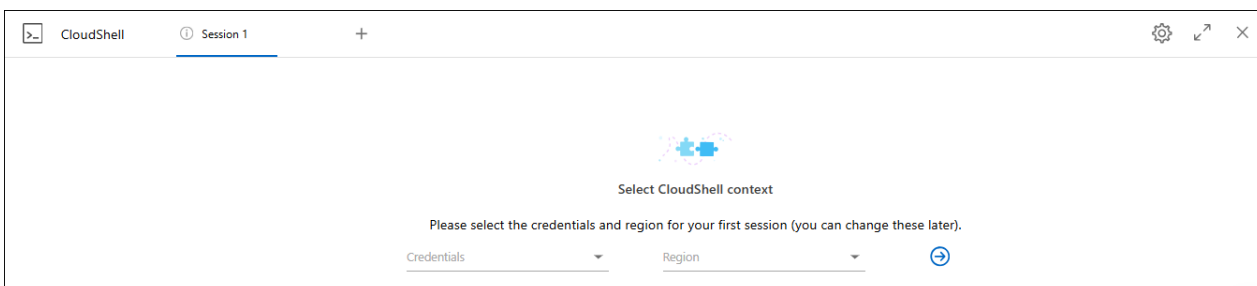 CloudShell
Session 1
Select CloudShell context
Please select the credentials and region for your first session (you can change these later).
Credentials
Region